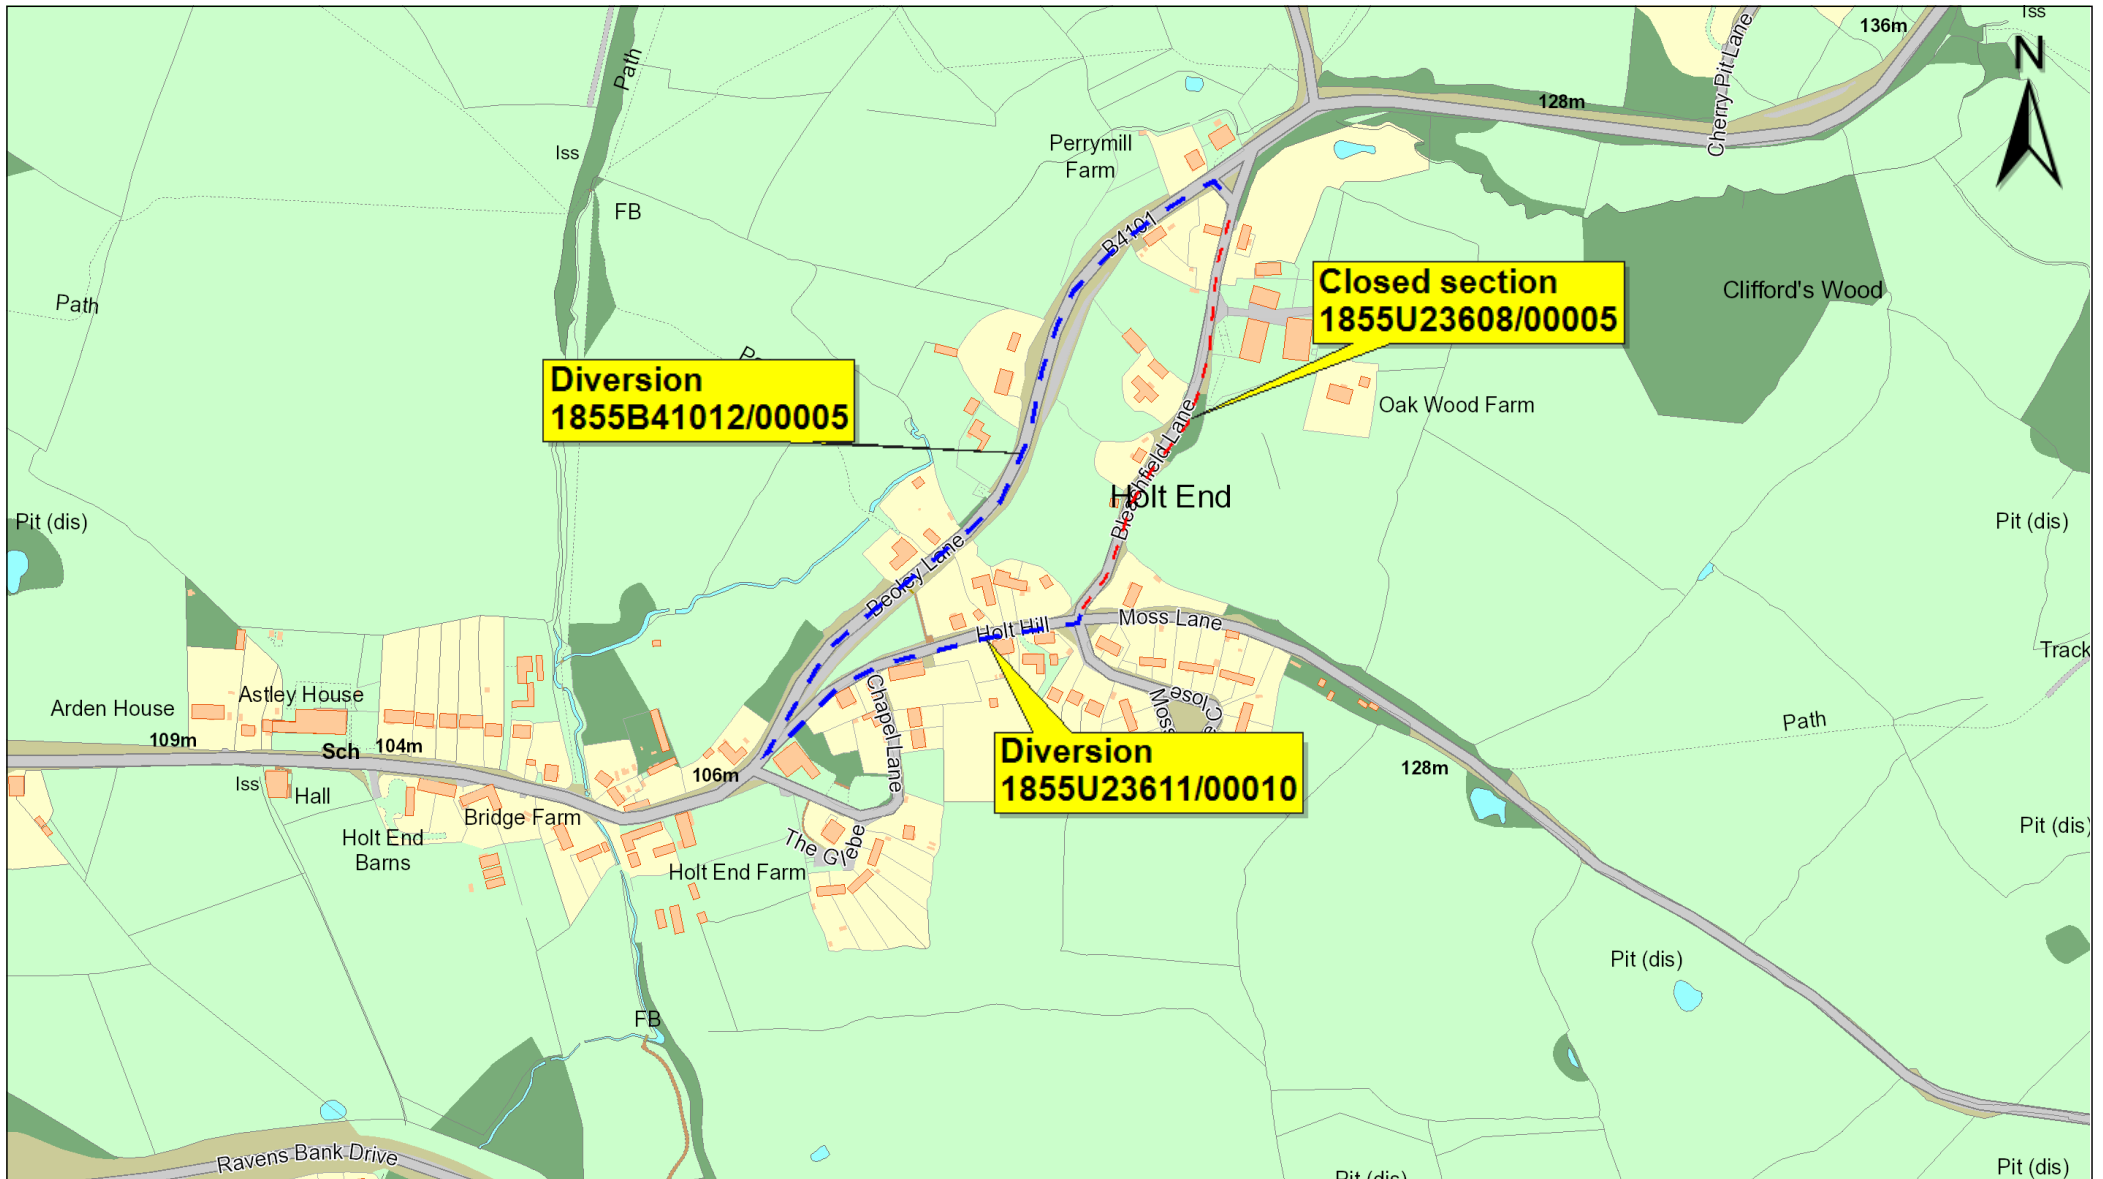 Iss
136m
N
Cherry Pit Lane
128m
Path
Iss
Perrymill
Farm
FB
B4101
Path
Closed section
1855U23608/00005
Clifford's Wood
Diversion
1855B41012/00005
Oak Wood Farm
Bleachfield Lane
Holt End
Pit (dis)
Pit (dis)
Beoley Lane
Holt Hill
Moss Lane
Track
Arden House
Astley House
Chapel Lane
Moss
Close
Path
109m
Sch
104m
106m
Diversion
1855U23611/00010
128m
Iss
Hall
Bridge Farm
Holt End
Barns
The Glebe
Holt End Farm
Pit (dis)
Pit (dis)
FB
Ravens Bank Drive
Pit (dis)
Pit (dis)